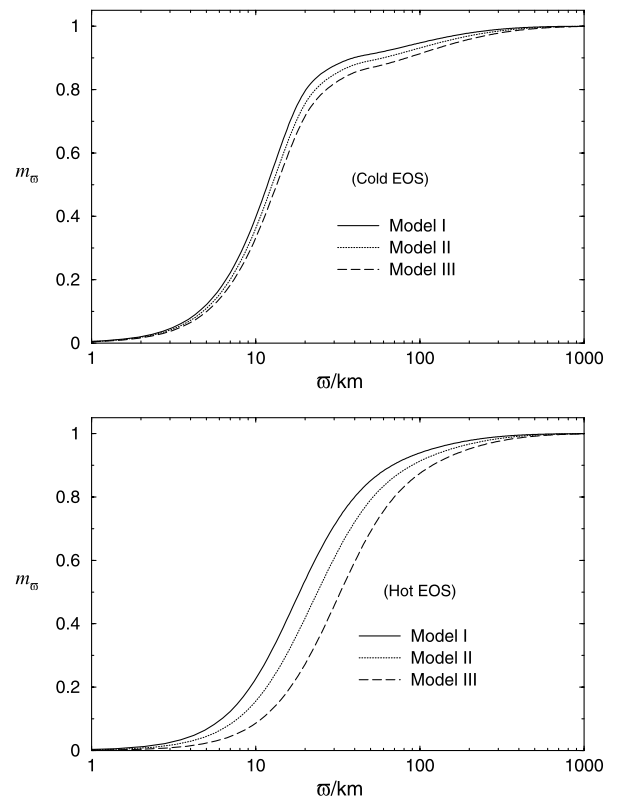 1
0.8
0.6
m_ϖ
(Cold EOS)
0.4
Model I
Model II
0.2
Model III
0
1 10 100 1000
ϖ/km
1
0.8
0.6
m_ϖ
(Hot EOS)
0.4
Model I
Model II
0.2
Model III
0
1 10 100 1000
ϖ/km